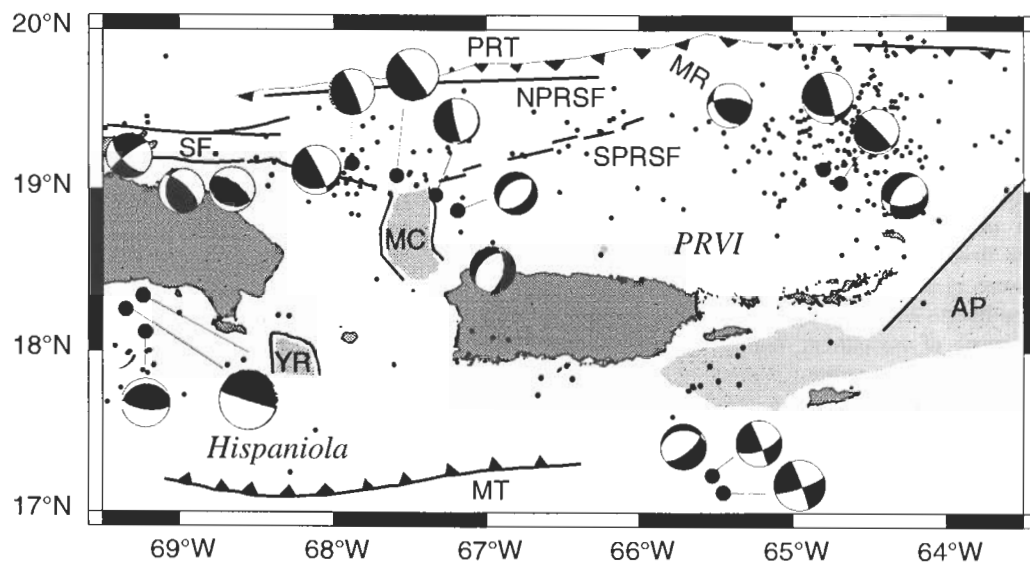 20°N
PRT
MR
NPRSF
SF
SPRSF
19°N
MC
PRVI
AP
18°N
YR
Hispaniola
MT
17°N
69°W 68°W 67°W 66°W 65°W 64°W